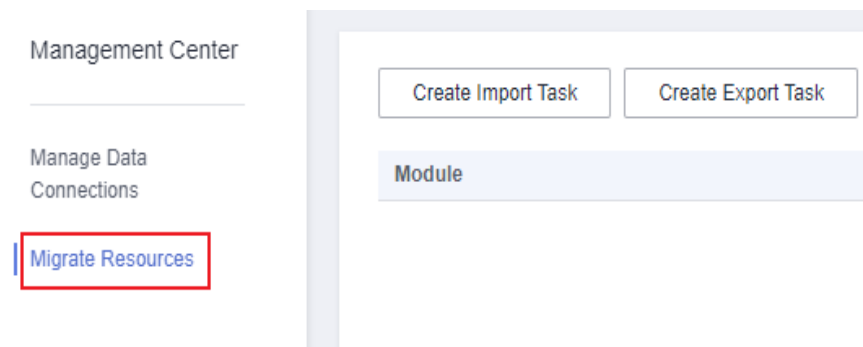 Management Center
Create Import Task
Create Export Task
Manage Data
Connections
Module
Migrate Resources